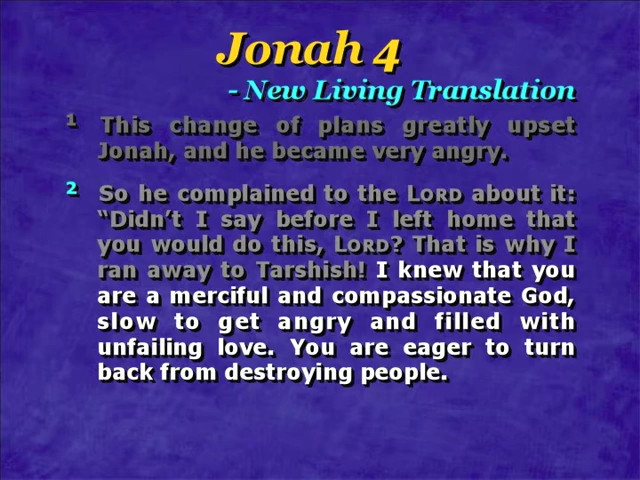 Jonah 4
- New Living Translation
1 This change of plans greatly upset
Jonah, and he became very angry.
2 So he complained to the LORD about it:
“Didn’t I say before I left home that
you would do this, LORD? That is why I
ran away to Tarshish! I knew that you
are a merciful and compassionate God,
slow to get angry and filled with
unfailing love. You are eager to turn
back from destroying people.